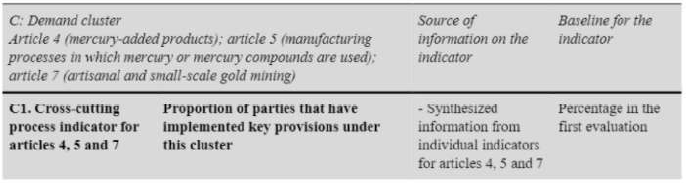 C: Demand cluster
Article 4 (mercury-added products); article 5 (manufacturing
processes in which mercury or mercury compounds are used);
article 7 (artisanal and small-scale gold mining)
Source of
information on the
indicator
Baseline for the
indicator
C1. Cross-cutting
process indicator for
articles 4, 5 and 7
Proportion of parties that have
implemented key provisions under
this cluster
- Synthesized
information from
individual indicators
for articles 4, 5 and 7
Percentage in the
first evaluation